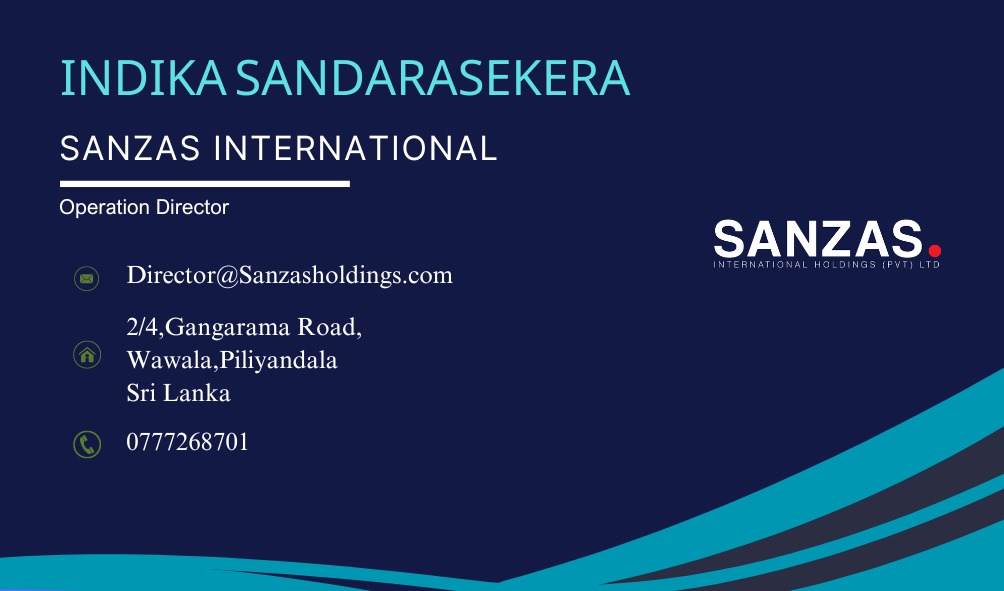 INDIKA SANDARASEKERA
SANZAS INTERNATIONAL
Operation Director
Director@Sanzasholdings.com
2/4,Gangarama Road,
Wawala,Piliyandala
Sri Lanka
0777268701
SANZAS.
INTERNATIONAL HOLDINGS (PVT) LTD